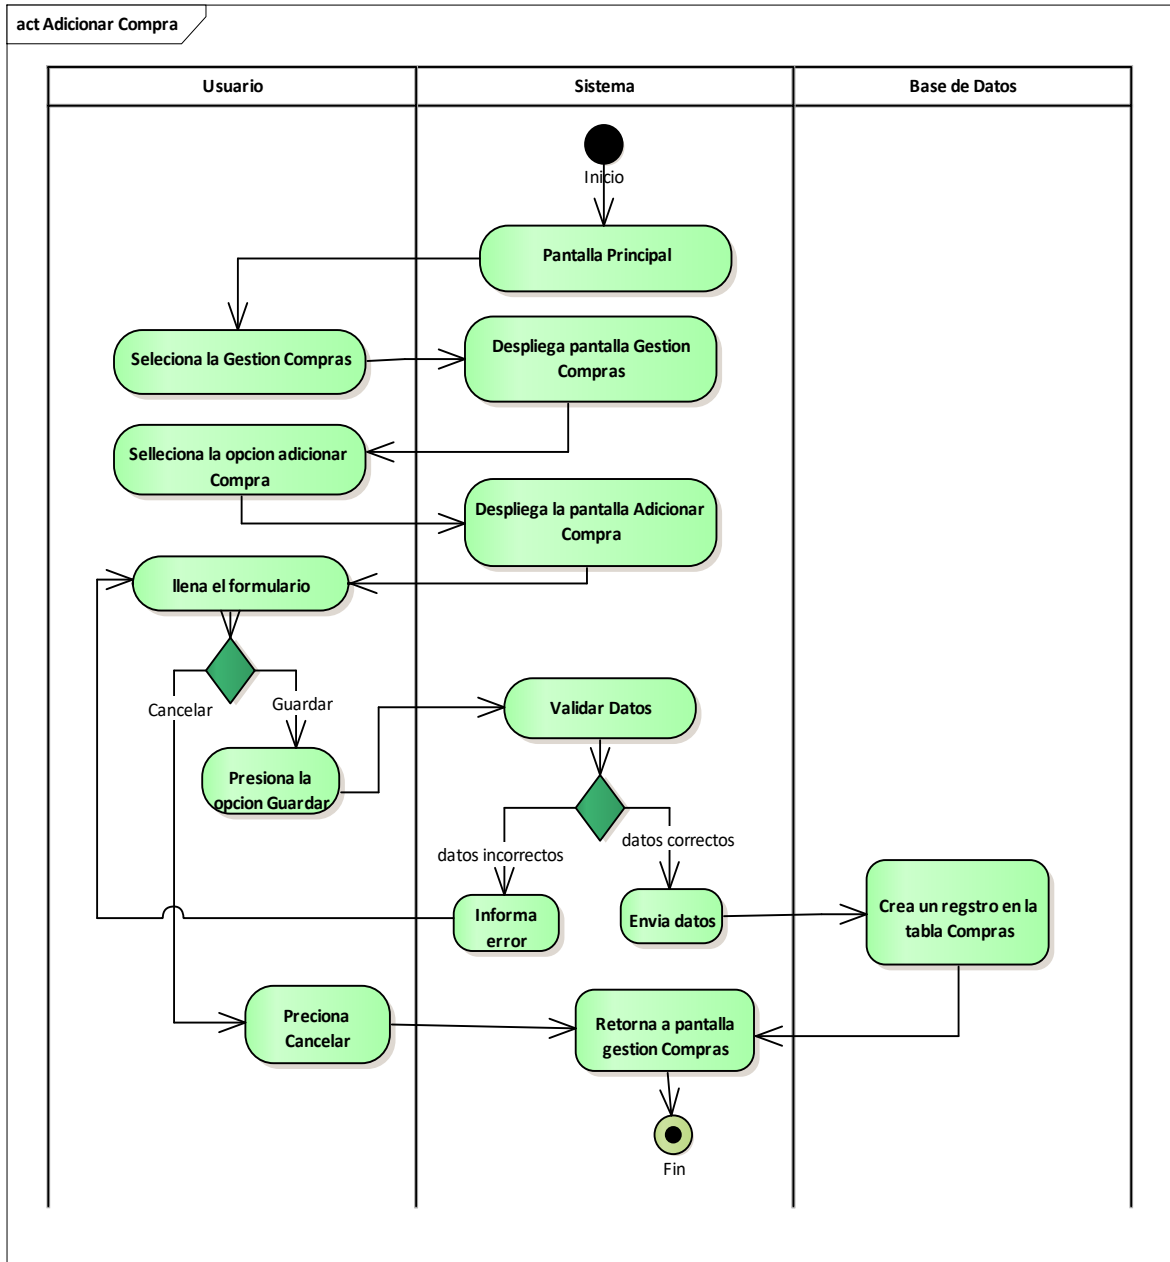 act Adicionar Compra
Usuario
Sistema
Base de Datos
Inicio
Pantalla Principal
Seleciona la Gestion Compras
Despliega pantalla Gestion
Compras
Selleciona la opcion adicionar
Compra
Despliega la pantalla Adicionar
Compra
llena el formulario
Cancelar
Guardar
Validar Datos
Presiona la
opcion Guardar
datos incorrectos
datos correctos
Informa
error
Envia datos
Crea un regstro en la
tabla Compras
Preciona
Cancelar
Retorna a pantalla
gestion Compras
Fin